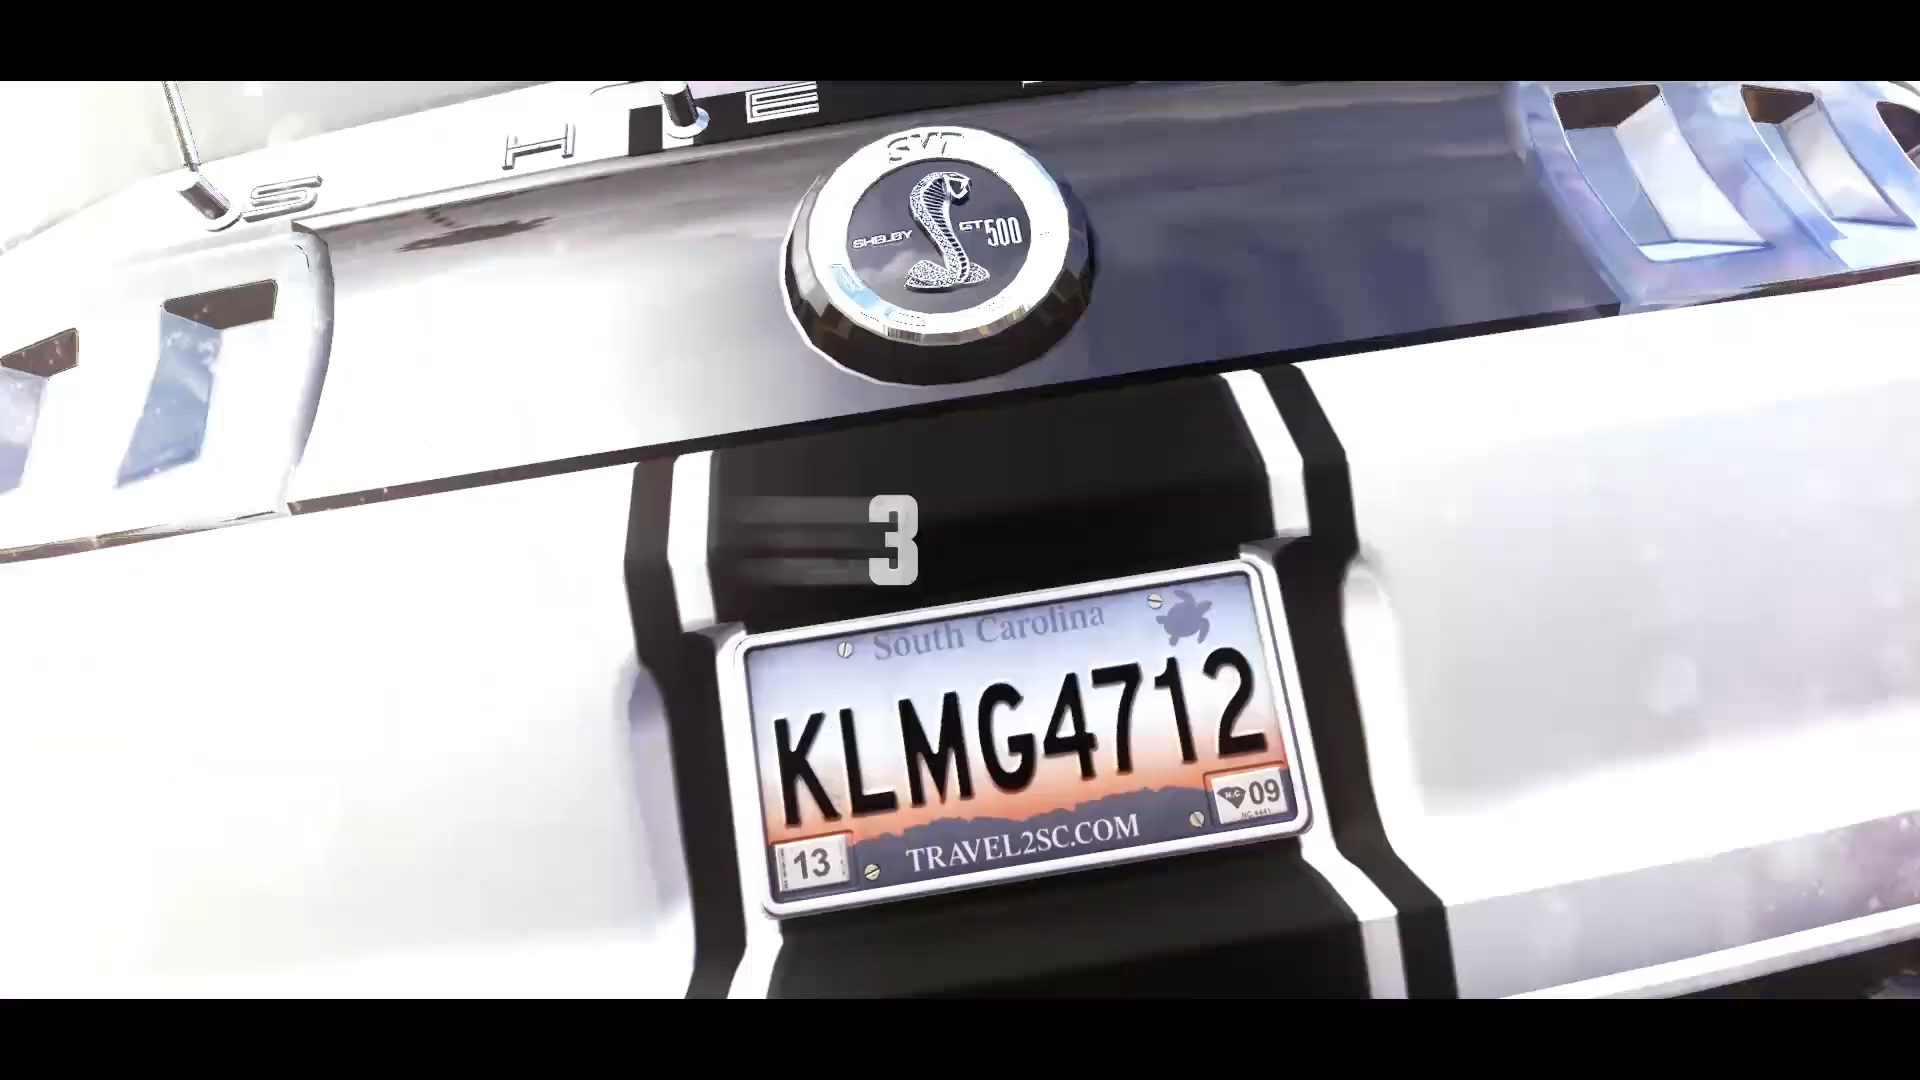 S H E
SVT
SHELBY GT500
3
South Carolina
KLMG4712
N.C. 09
13
TRAVEL2SC.COM